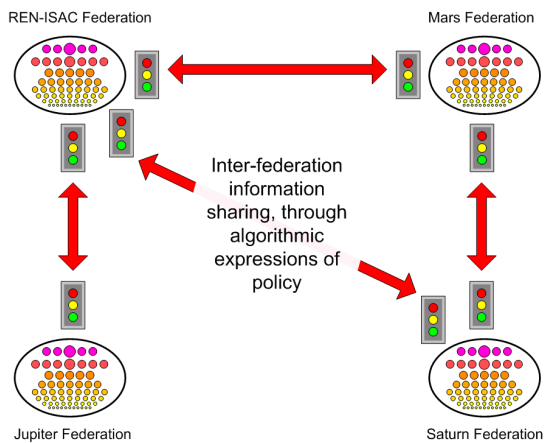 REN-ISAC Federation
Mars Federation
Inter-federation
information
sharing, through
algorithmic
expressions of
policy
Jupiter Federation
Saturn Federation